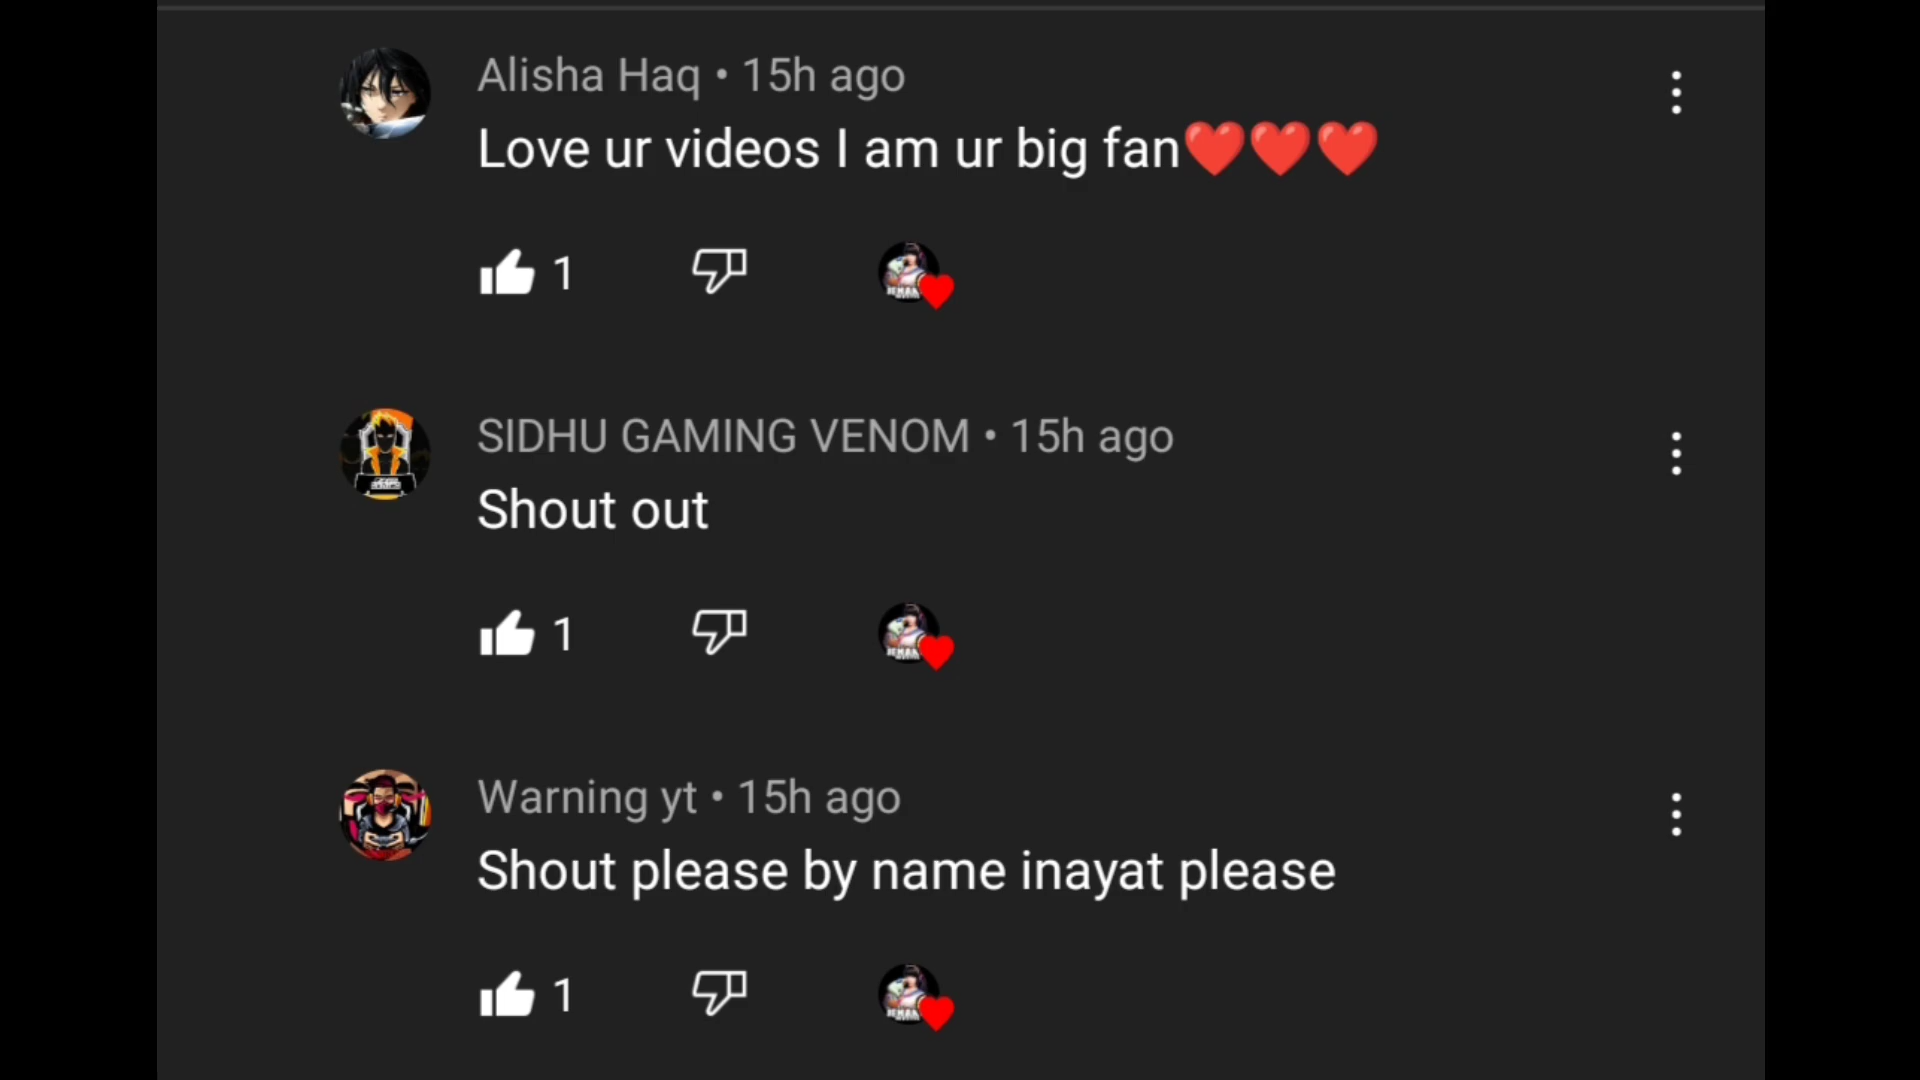 Alisha Haq • 15h ago
Love ur videos I am ur big fan❤️❤️❤️
1
SIDHU GAMING VENOM • 15h ago
Shout out
1
Warning yt • 15h ago
Shout please by name inayat please
1